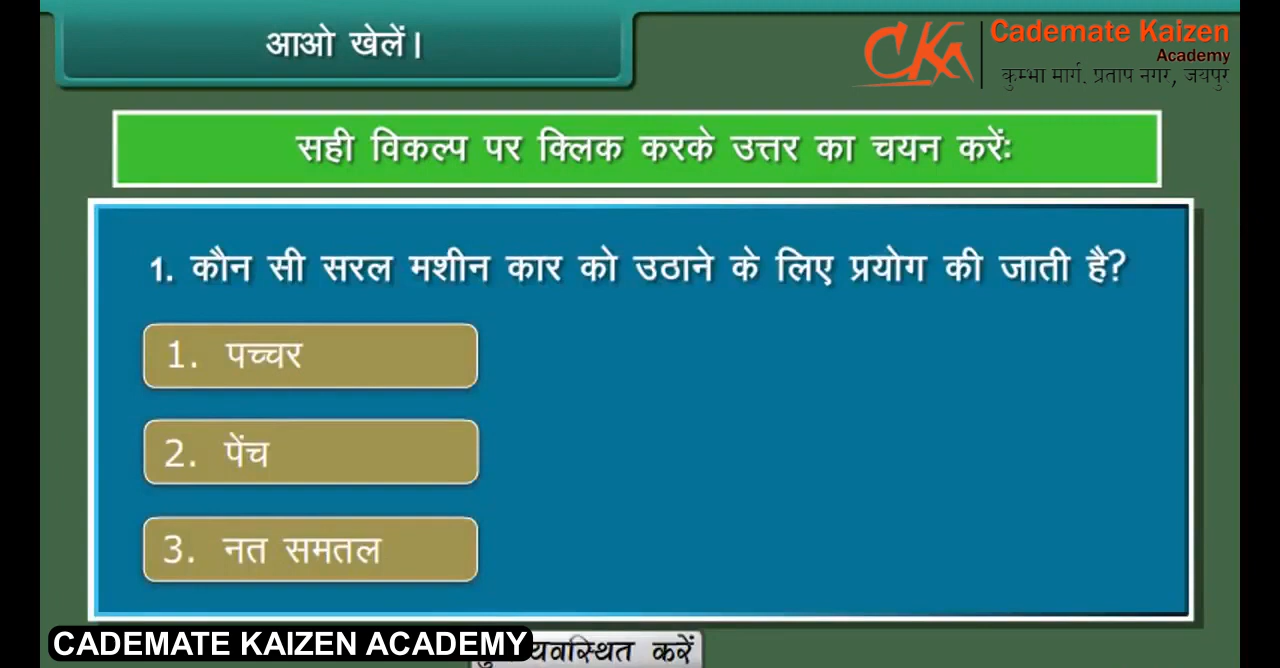 आओ खेलें।
CKA
Cademate Kaizen
Academy
कुम्भा मार्ग, प्रताप नगर, जयपुर
सही विकल्प पर क्लिक करके उत्तर का चयन करें:
1. कौन सी सरल मशीन कार को उठाने के लिए प्रयोग की जाती है?
1. पच्चर
2. पेंच
3. नत समतल
CADEMATE KAIZEN ACADEMY
करें